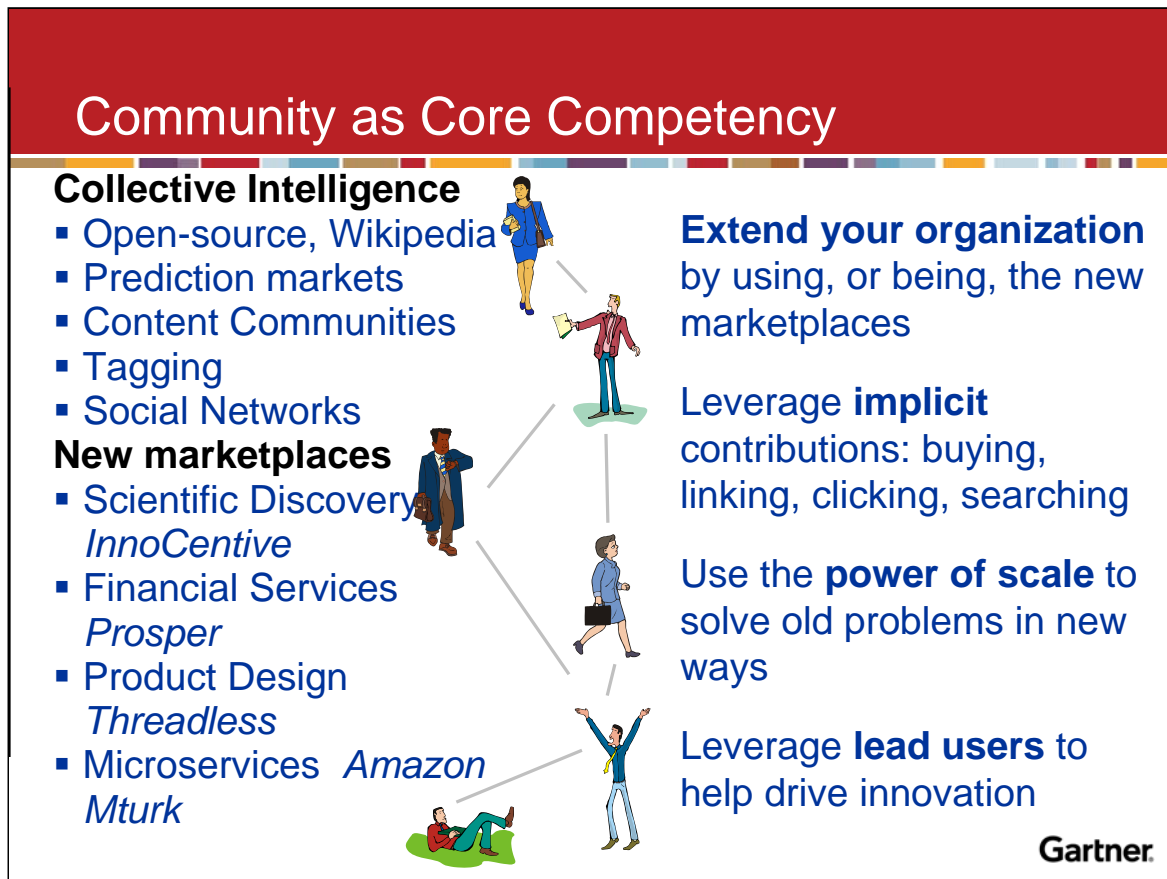 Community as Core Competency
Collective Intelligence
▪ Open-source, Wikipedia
▪ Prediction markets
▪ Content Communities
▪ Tagging
▪ Social Networks
New marketplaces
▪ Scientific Discovery
InnoCentive
▪ Financial Services
Prosper
▪ Product Design
Threadless
▪ Microservices Amazon
Mturk
Extend your organization
by using, or being, the new
marketplaces
Leverage implicit
contributions: buying,
linking, clicking, searching
Use the power of scale to
solve old problems in new
ways
Leverage lead users to
help drive innovation
Gartner